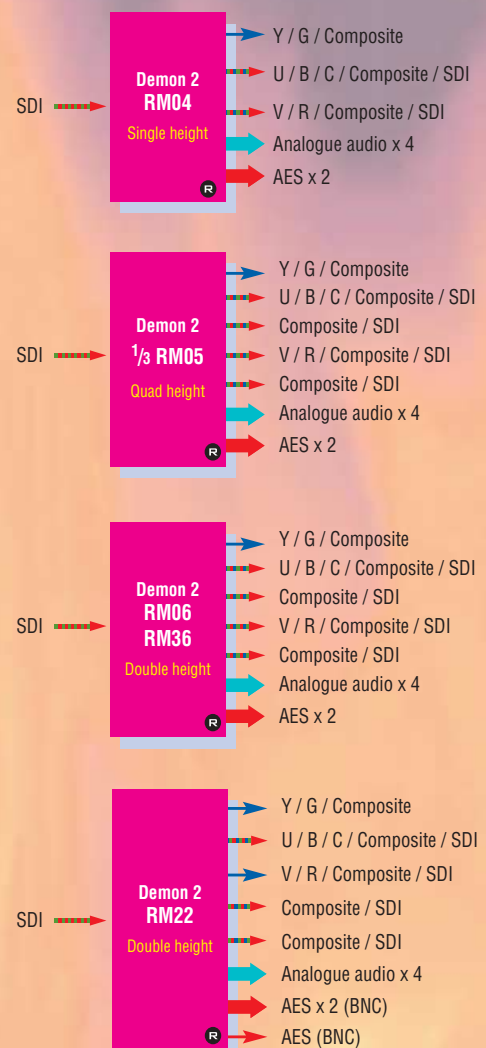 Y / G / Composite
U / B / C / Composite / SDI
SDI
Demon 2
RM04
Single height
V / R / Composite / SDI
Analogue audio x 4
AES x 2
R
Y / G / Composite
U / B / C / Composite / SDI
Composite / SDI
SDI
Demon 2
1/3 RM05
Quad height
V / R / Composite / SDI
Composite / SDI
Analogue audio x 4
AES x 2
R
Y / G / Composite
U / B / C / Composite / SDI
Composite / SDI
SDI
Demon 2
RM06
RM36
Double height
V / R / Composite / SDI
Composite / SDI
Analogue audio x 4
AES x 2
R
Y / G / Composite
U / B / C / Composite / SDI
V / R / Composite / SDI
SDI
Demon 2
RM22
Double height
Composite / SDI
Composite / SDI
Analogue audio x 4
AES x 2 (BNC)
AES (BNC)
R